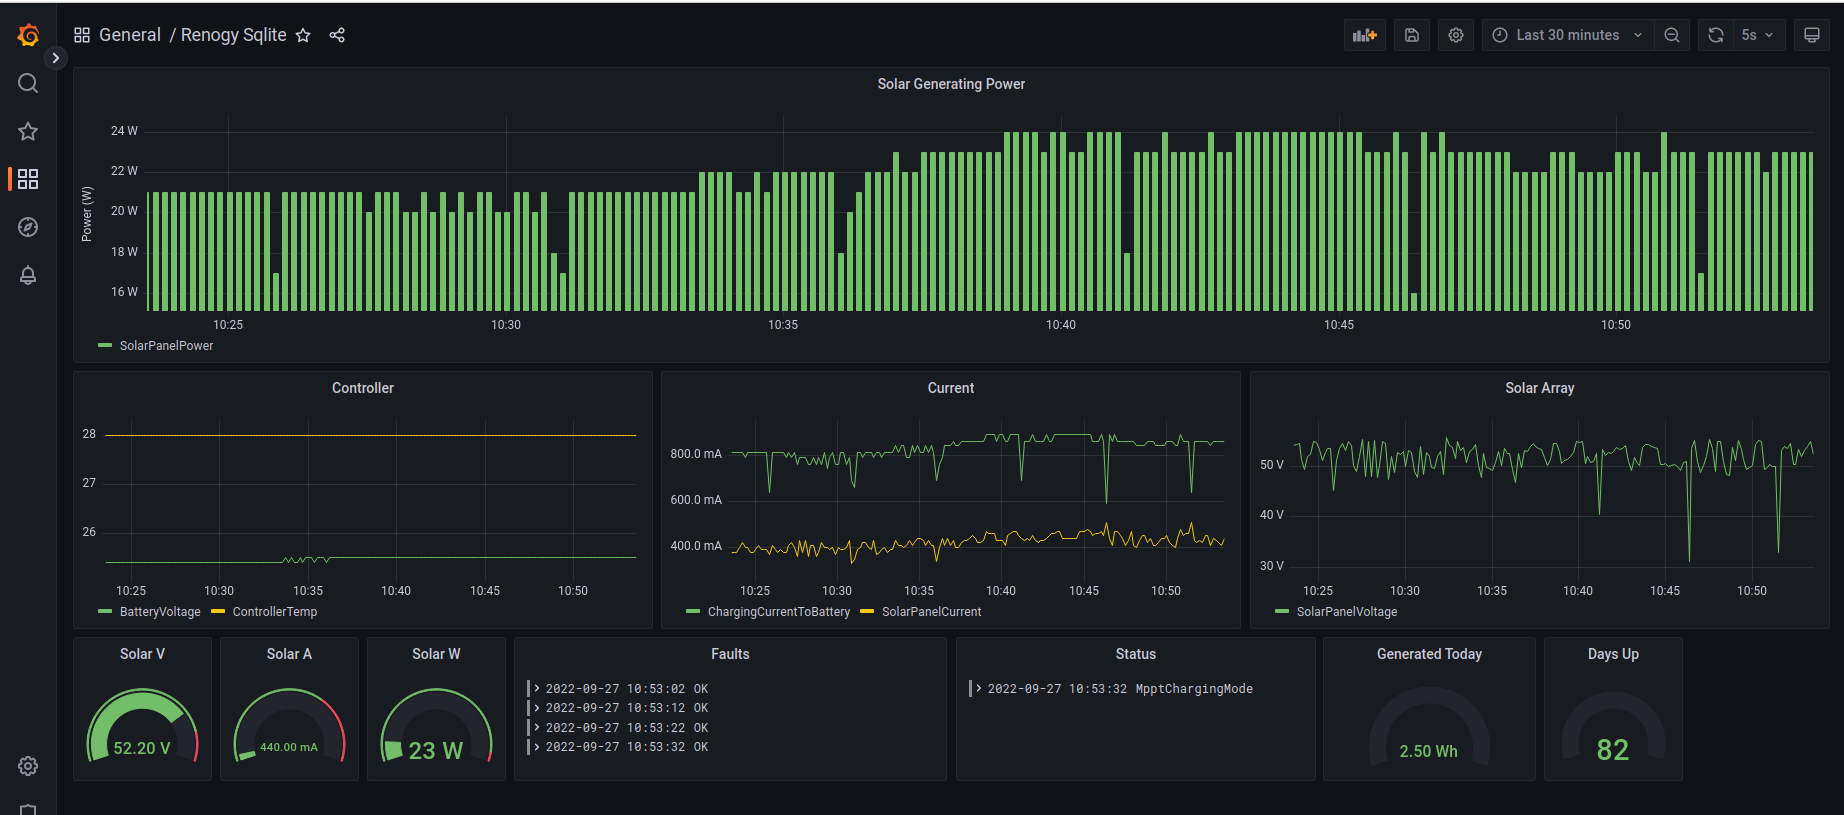 General / Renogy Sqlite
Last 30 minutes
5s
Solar Generating Power
Power (W)
24 W
22 W
20 W
18 W
16 W
10:25 10:30 10:35 10:40 10:45 10:50
SolarPanelPower
Controller
28
27
26
10:25 10:30 10:35 10:40 10:45 10:50
BatteryVoltage ControllerTemp
Current
800.0 mA
600.0 mA
400.0 mA
10:25 10:30 10:35 10:40 10:45 10:50
ChargingCurrentToBattery SolarPanelCurrent
Solar Array
50 V
40 V
30 V
10:25 10:30 10:35 10:40 10:45 10:50
SolarPanelVoltage
Solar V
52.20 V
Solar A
440.00 mA
Solar W
23 W
Faults
2022-09-27 10:53:02 OK
2022-09-27 10:53:12 OK
2022-09-27 10:53:22 OK
2022-09-27 10:53:32 OK
Status
2022-09-27 10:53:32 MpptChargingMode
Generated Today
2.50 Wh
Days Up
82